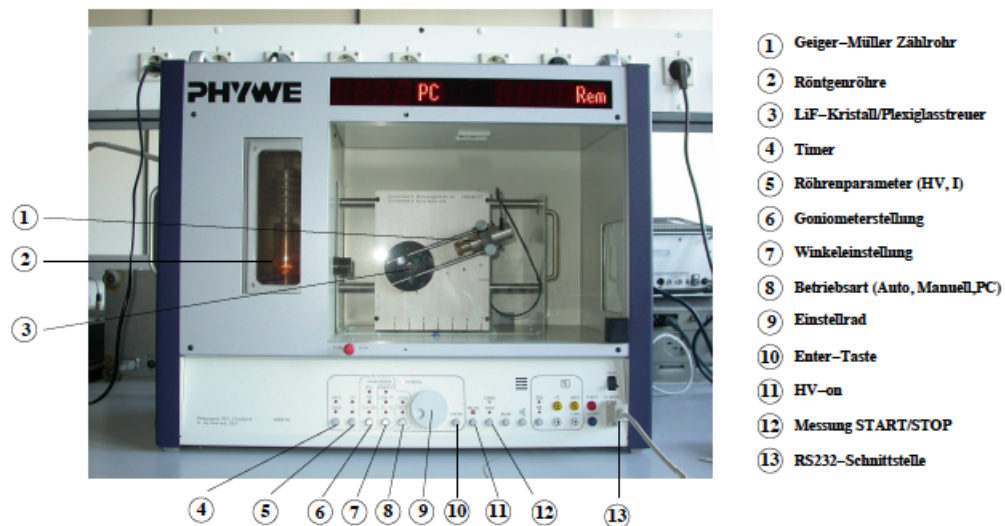 PHYWE
PC
Rem
1 Geiger–Müller Zählrohr
2 Röntgenröhre
3 LiF–Kristall/Plexiglasstreuer
4 Timer
5 Röhrenparameter (HV, I)
6 Goniometerstellung
7 Winkeleinstellung
8 Betriebsart (Auto, Manuell,PC)
9 Einstellrad
10 Enter–Taste
11 HV–on
12 Messung START/STOP
13 RS232–Schnittstelle
1
2
3
4
5
6
7
8
9
10
11
12
13